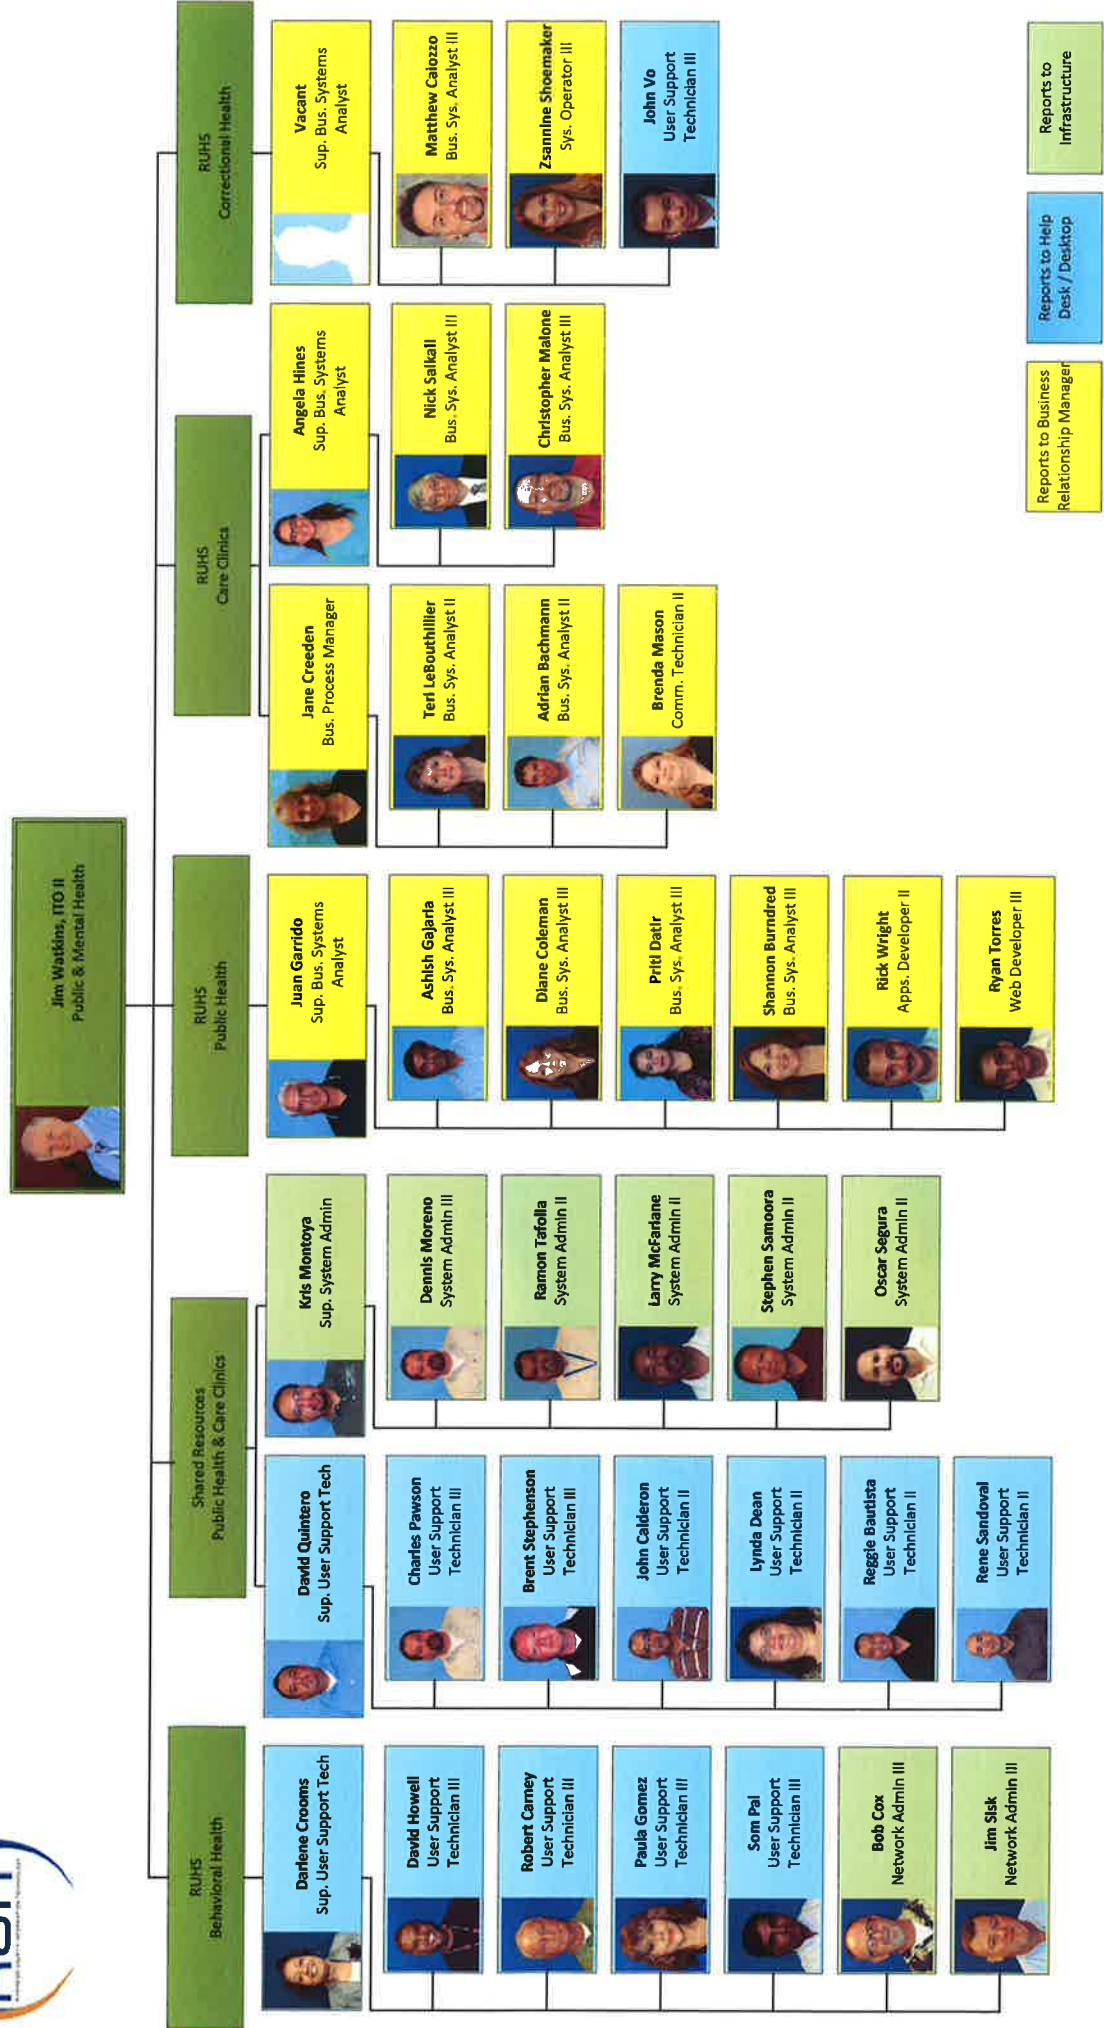 Jim Watkins, ITO II
Public & Mental Health
RUHS
Behavioral Health
Shared Resources
Public Health & Care Clinics
RUHS
Public Health
RUHS
Care Clinics
RUHS
Correctional Health
Darlene Crooms
Sup. User Support Tech
David Howell
User Support
Technician III
Robert Carney
User Support
Technician III
Paula Gomez
User Support
Technician III
Som Pal
User Support
Technician III
Bob Cox
Network Admin III
Jim Sisk
Network Admin III
David Quintero
Sup. User Support Tech
Charles Pawson
User Support
Technician III
Brent Stephenson
User Support
Technician III
John Calderon
User Support
Technician II
Lynda Dean
User Support
Technician II
Reggie Bautista
User Support
Technician II
Rene Sandoval
User Support
Technician II
Kris Montoya
Sup. System Admin
Dennis Moreno
System Admin III
Ramon Tafolla
System Admin II
Larry McFarlane
System Admin II
Stephen Samoora
System Admin II
Oscar Segura
System Admin II
Juan Garrido
Sup. Bus. Systems
Analyst
Ashish Gajaria
Bus. Sys. Analyst III
Diane Coleman
Bus. Sys. Analyst III
Priti Datir
Bus. Sys. Analyst III
Shannon Burndred
Bus. Sys. Analyst III
Rick Wright
Apps. Developer II
Ryan Torres
Web Developer III
Jane Creeden
Bus. Process Manager
Teri LeBouthillier
Bus. Sys. Analyst II
Adrian Bachmann
Bus. Sys. Analyst II
Brenda Mason
Comm. Technician II
Angela Hines
Sup. Bus. Systems
Analyst
Nick Saikali
Bus. Sys. Analyst III
Christopher Malone
Bus. Sys. Analyst III
Vacant
Sup. Bus. Systems
Analyst
Matthew Caiozzo
Bus. Sys. Analyst III
Zsannine Shoemaker
Sys. Operator III
John Vo
User Support
Technician III
Reports to Business
Relationship Manager
Reports to Help
Desk / Desktop
Reports to
Infrastructure